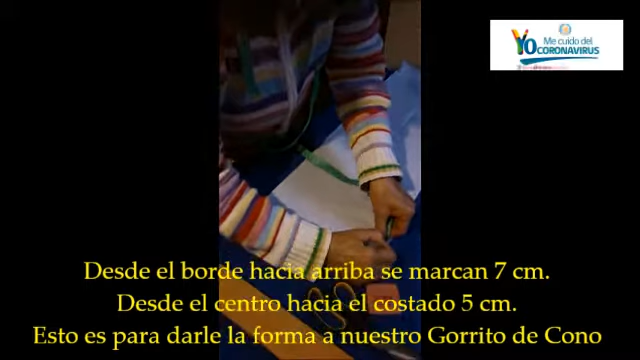 Yo
Me cuido del
CORONAVIRUS
Desde el borde hacia arriba se marcan 7 cm.
Desde el centro hacia el costado 5 cm.
Esto es para darle la forma a nuestro Gorrito de Cono